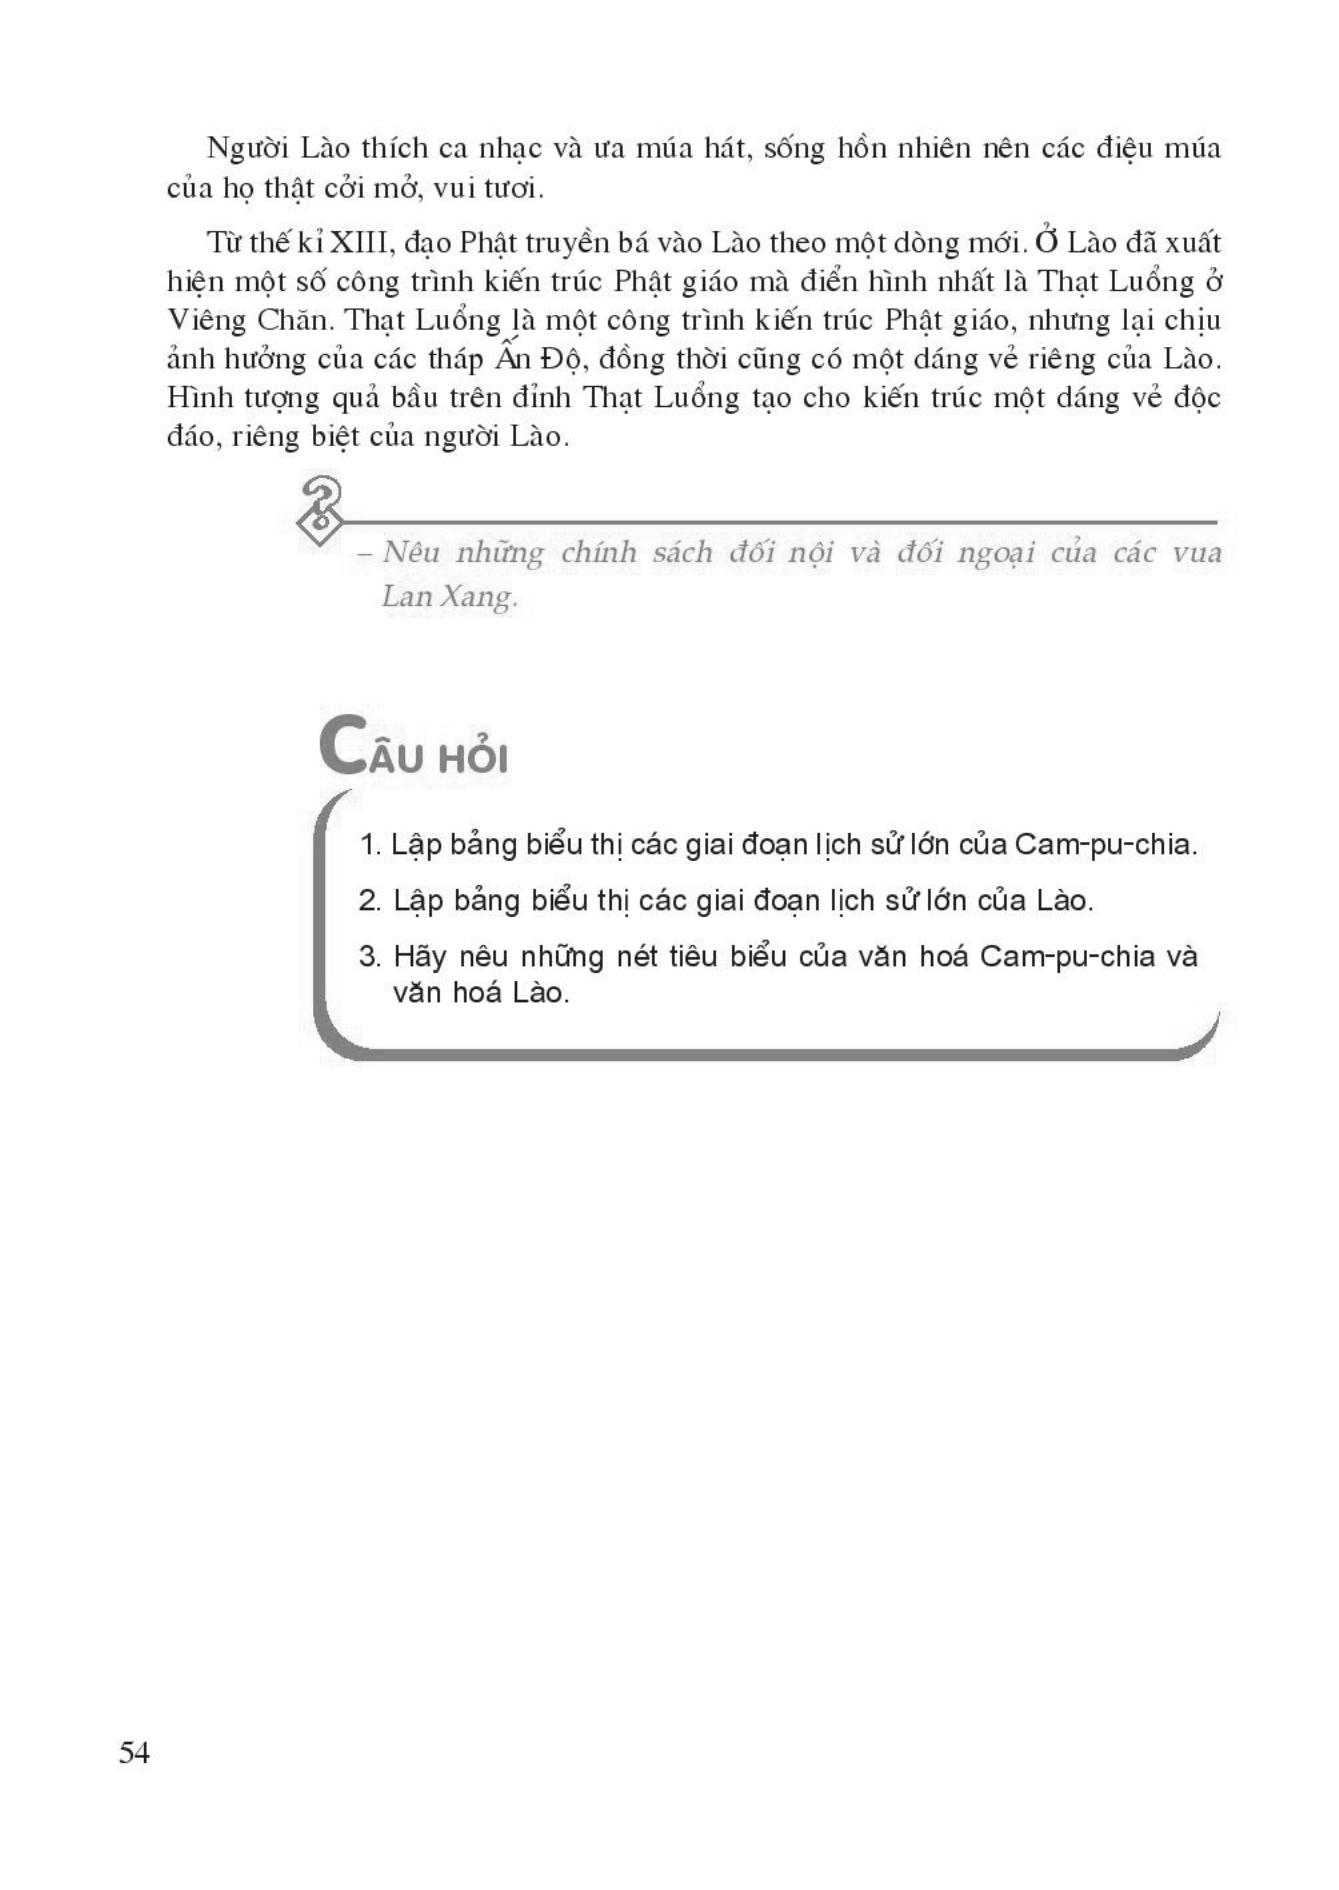 Người Lào thích ca nhạc và ưa múa hát, sống hồn nhiên nên các điệu múa
của họ thật cởi mở, vui tươi.
Từ thế kỉ XIII, đạo Phật truyền bá vào Lào theo một dòng mới. Ở Lào đã xuất
hiện một số công trình kiến trúc Phật giáo mà điển hình nhất là Thạt Luổng ở
Viêng Chăn. Thạt Luổng là một công trình kiến trúc Phật giáo, nhưng lại chịu
ảnh hưởng của các tháp Ấn Độ, đồng thời cũng có một dáng vẻ riêng của Lào.
Hình tượng quả bầu trên đỉnh Thạt Luổng tạo cho kiến trúc một dáng vẻ độc
đáo, riêng biệt của người Lào.
?
– Nêu những chính sách đối nội và đối ngoại của các vua
Lan Xang.
CÂU HỎI
1. Lập bảng biểu thị các giai đoạn lịch sử lớn của Cam-pu-chia.
2. Lập bảng biểu thị các giai đoạn lịch sử lớn của Lào.
3. Hãy nêu những nét tiêu biểu của văn hoá Cam-pu-chia và
văn hoá Lào.
54